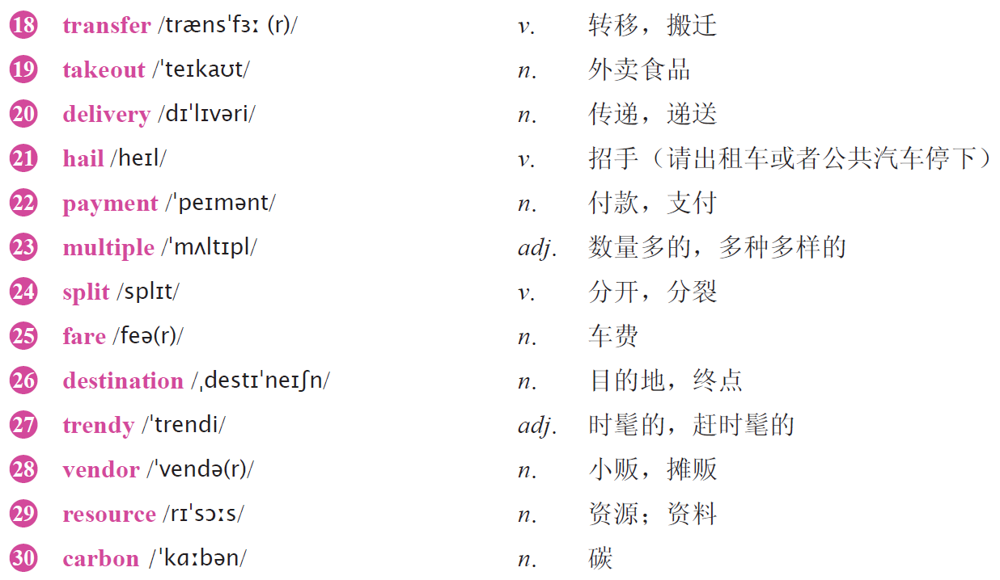 18 transfer /trænsˈfɜː (r)/ v. 转移，搬迁
19 takeout /ˈteɪkaʊt/ n. 外卖食品
20 delivery /dɪˈlɪvəri/ n. 传递，递送
21 hail /heɪl/ v. 招手（请出租车或者公共汽车停下）
22 payment /ˈpeɪmənt/ n. 付款，支付
23 multiple /ˈmʌltɪpl/ adj. 数量多的，多种多样的
24 split /splɪt/ v. 分开，分裂
25 fare /feə(r)/ n. 车费
26 destination /ˌdestɪˈneɪʃn/ n. 目的地，终点
27 trendy /ˈtrendi/ adj. 时髦的，赶时髦的
28 vendor /ˈvendə(r)/ n. 小贩，摊贩
29 resource /rɪˈsɔːs/ n. 资源；资料
30 carbon /ˈkɑːbən/ n. 碳